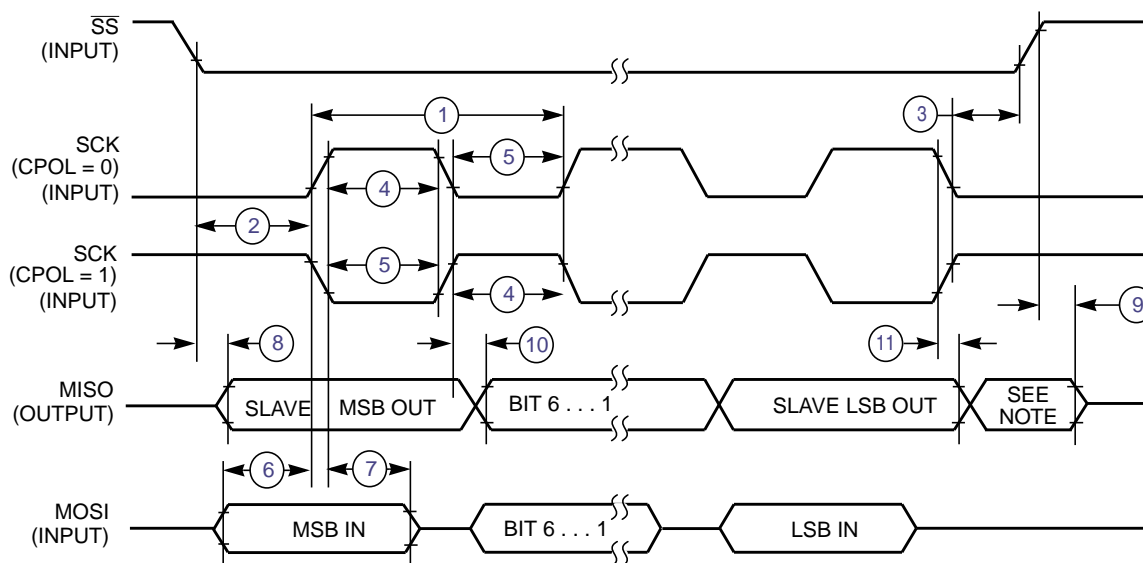 SS
(INPUT)
1
3
SCK
(CPOL = 0)
(INPUT)
5
4
2
SCK
(CPOL = 1)
(INPUT)
5
4
9
8
10
11
MISO
(OUTPUT)
SLAVE
MSB OUT
BIT 6 . . . 1
SLAVE LSB OUT
SEE
NOTE
6
7
MOSI
(INPUT)
MSB IN
BIT 6 . . . 1
LSB IN